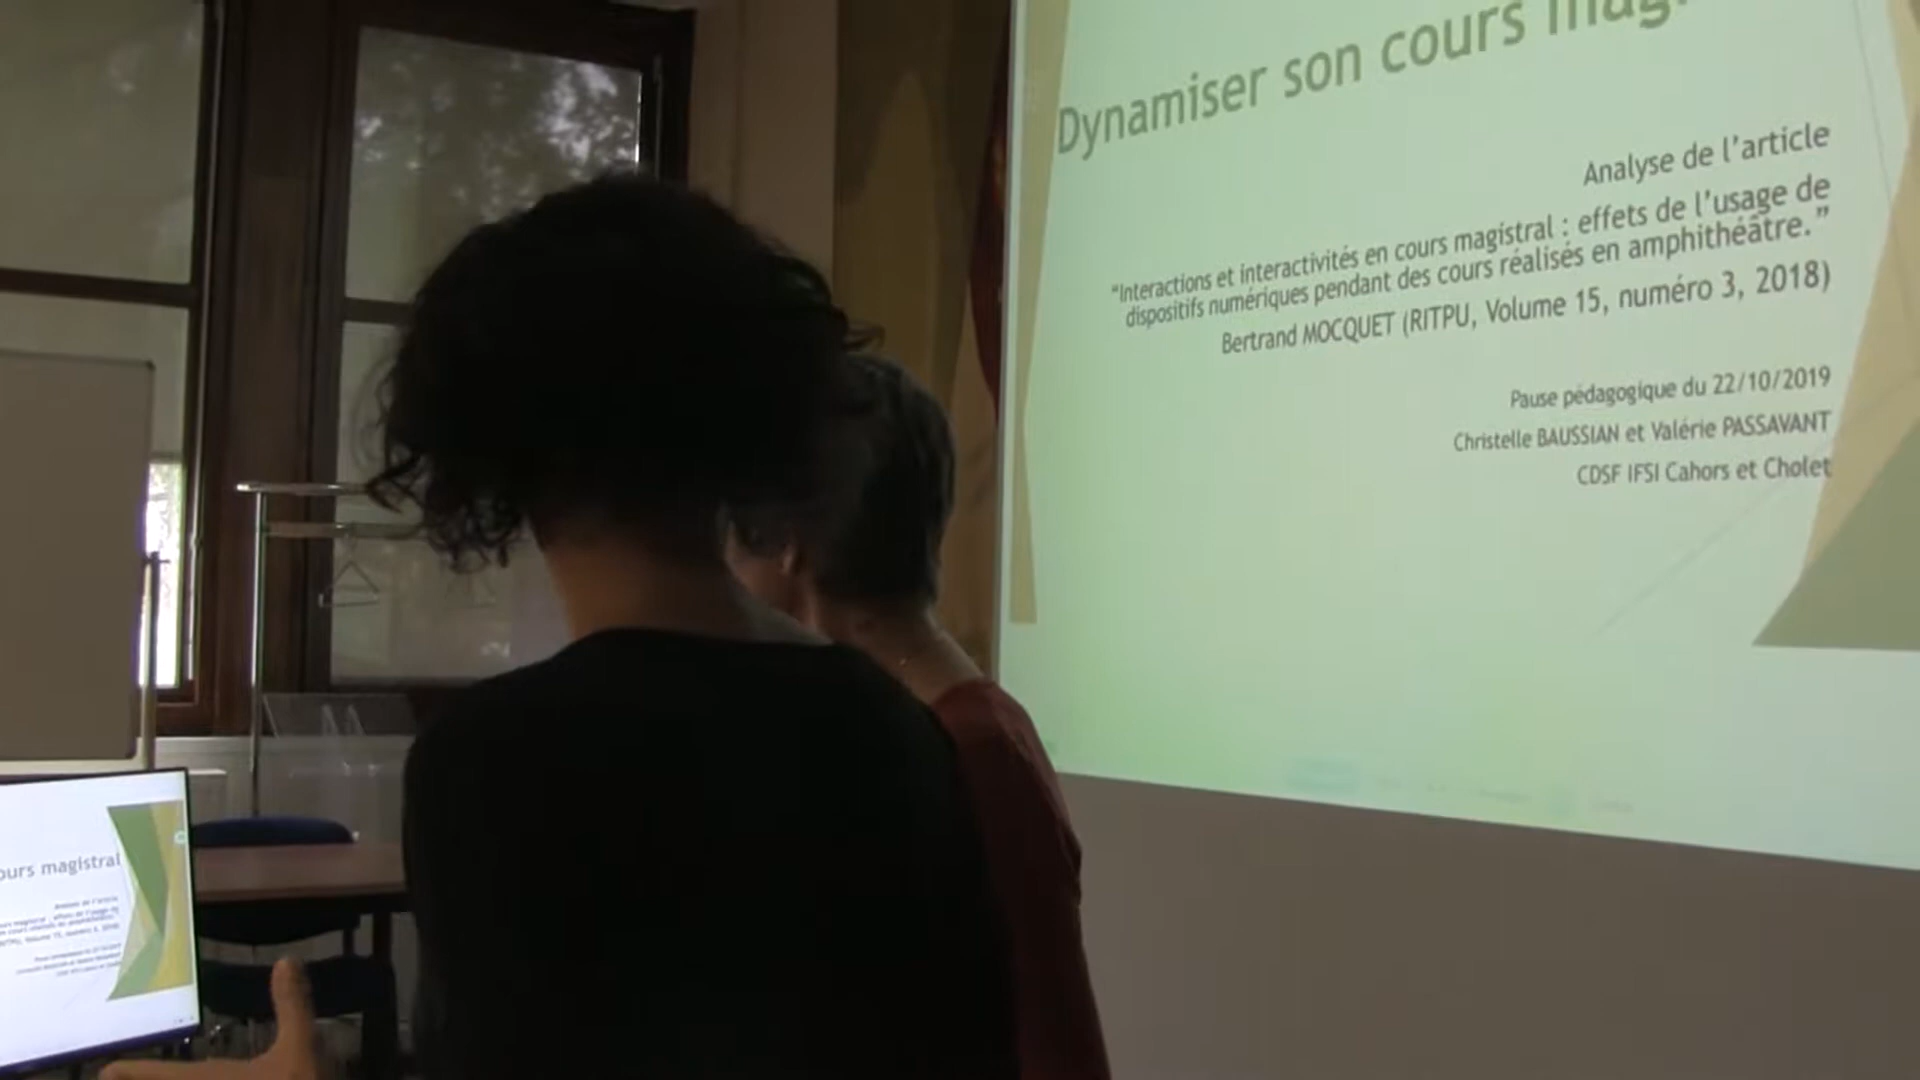 Dynamiser son cours
Analyse de l'article
“Interactions et interactivités en cours magistral : effets de l'usage de
dispositifs numériques pendant des cours réalisés en amphithéâtre.”
Bertrand MOCQUET (RITPU, Volume 15, numéro 3, 2018)
Pause pédagogique du 22/10/2019
Christelle BAUSSIAN et Valérie PASSAVANT
CDSF IFSI Cahors et Cholet
magistral